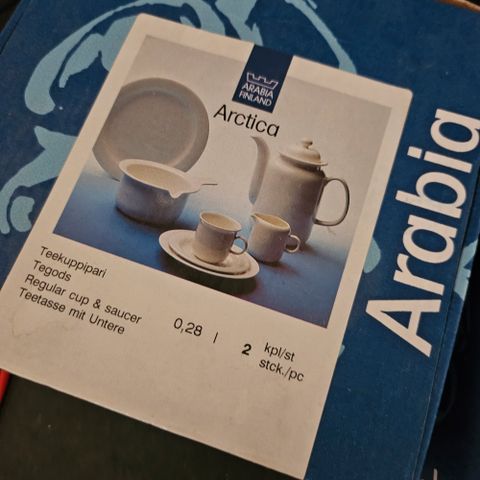 ARABIA
FINLAND
Arctica
Arabia
Teekuppipari
Tegods
Regular cup & saucer
Teetasse mit Untere
0,28 l
2 kpl/st
stck./pc